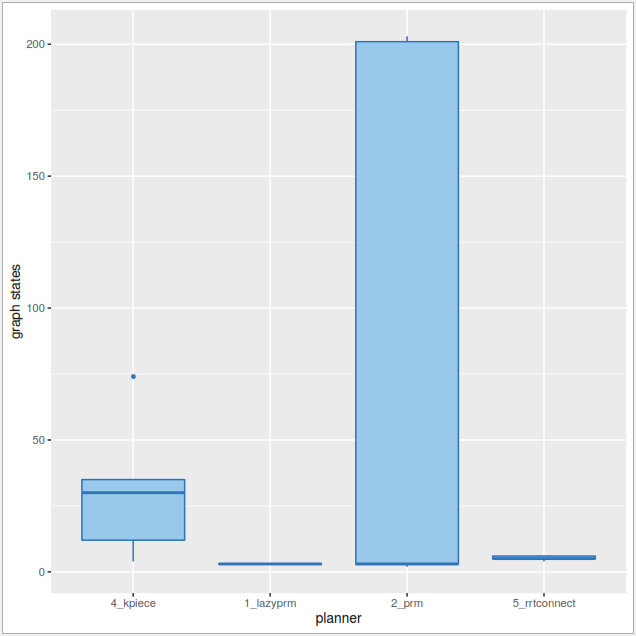 graph states
200
150
100
50
0
4_kpiece 1_lazyprm 2_prm 5_rrtconnect
planner